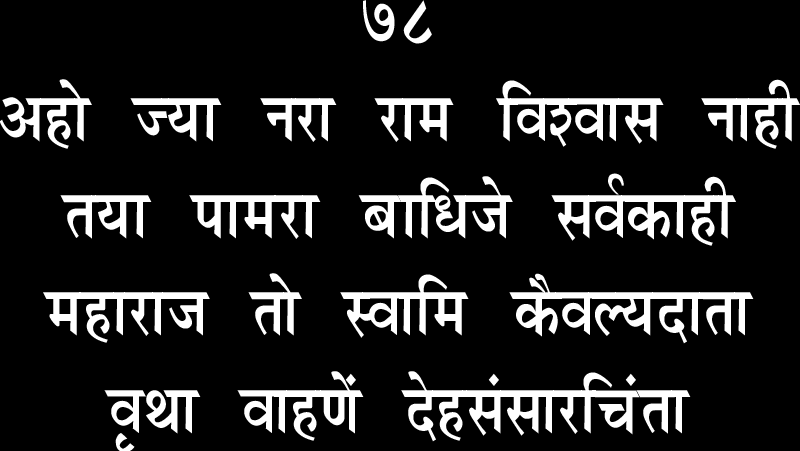 ७८
अहो ज्या नरा राम विश्वास नाही
तया पामरा बाधिजे सर्वकाही
महाराज तो स्वामि कैवल्यदाता
वृथा वाहणें देहसंसारचिंता